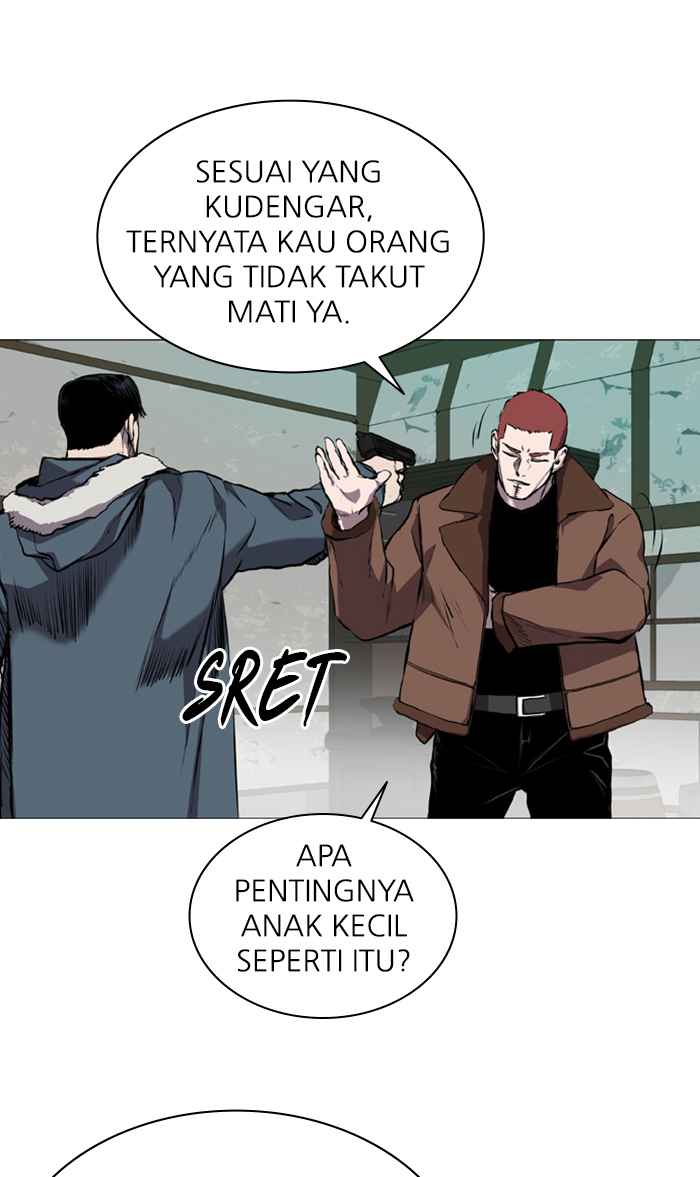 SESUAI YANG
KUDENGAR,
TERNYATA KAU ORANG
YANG TIDAK TAKUT
MATI YA.
SRET
APA
PENTINGNYA
ANAK KECIL
SEPERTI ITU?